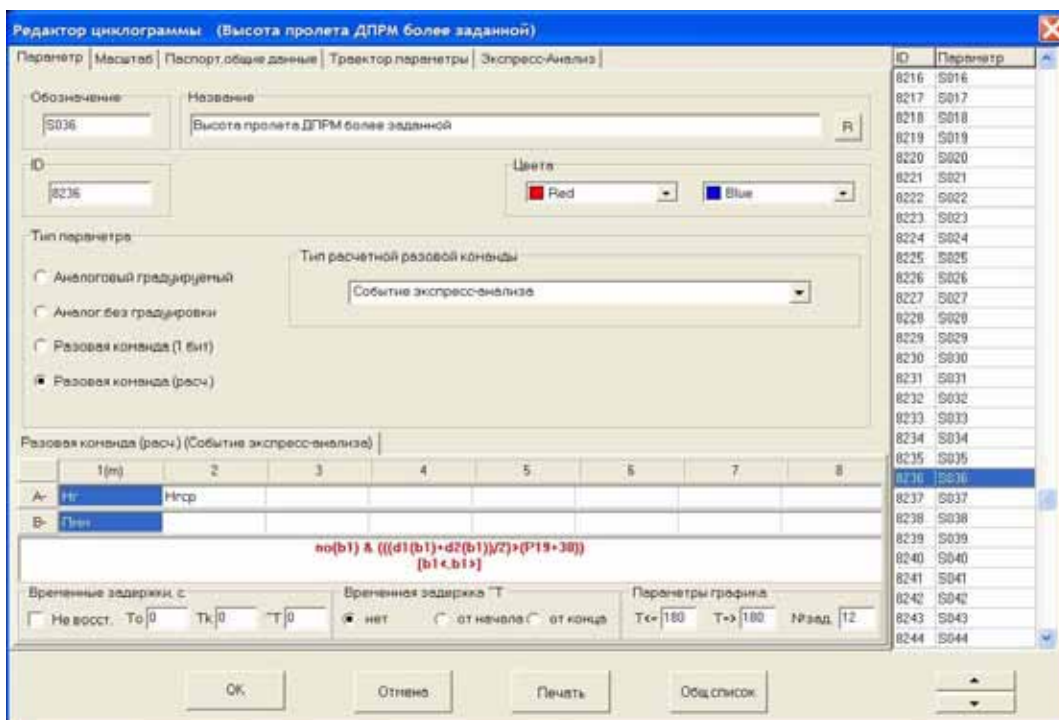 Редактор циклограммы (Высота пролета ДПРМ более заданной)
Параметр Масштаб Паспорт.общие данные Траектор.параметры Экспресс-Анализ
Обозначение Название
S036 Высота пролета ДПРМ более заданной R
ID Цвета
8236 Red Blue
Тип параметра
Тип расчетной разовой команды
Аналоговый градуируемый
Событие экспресс-анализа
Аналог без градуировки
Разовая команда (1 бит)
Разовая команда (расч.)
Разовая команда (расч.) (Событие экспресс-анализа)
1(m) 2 3 4 5 6 7 8
A- Нг Нгср
B-
no(b1) & (((d1(b1)+d2(b1))/2)>(P19+30))
[b1<,b1>]
Временные задержки, с Временная задержка ^T Параметры графика
Не восст. To 0 Tk 0 ^T 0 нет от начала от конца T<= 180 T=> 180 №зад. 12
OK Отмена Печать Общ.список
ID Параметр
8216 S016
8217 S017
8218 S018
8219 S019
8220 S020
8221 S021
8222 S022
8223 S023
8224 S024
8225 S025
8226 S026
8227 S027
8228 S028
8229 S029
8230 S030
8231 S031
8232 S032
8233 S033
8234 S034
8235 S035
8236 S036
8237 S037
8238 S038
8239 S039
8240 S040
8241 S041
8242 S042
8243 S043
8244 S044